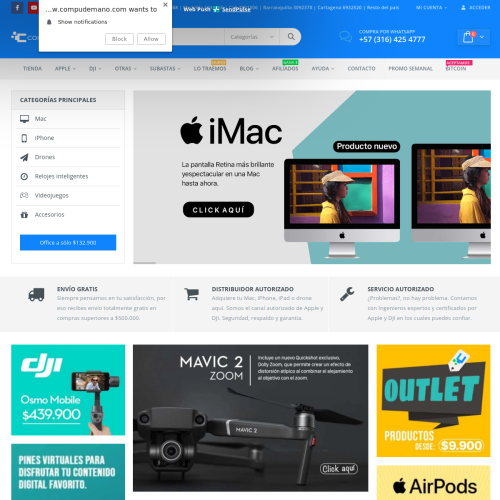 ...w.compudemano.com wants to
Show notifications
Block
Allow
Web Push
SendPulse
| Barranquilla 3092370 | Cartagena 6932520 | Resto del país
MI CUENTA
ACCEDER
Categorías
COMPRA POR WHATSAPP
+57 (316) 425 4777
0
TIENDA
APPLE
DJI
OTRAS
SUBASTAS
LO TRAEMOS
BLOG
AFILIADOS
AYUDA
CONTACTO
PROMO SEMANAL
BITCOIN
CATEGORÍAS PRINCIPALES
Mac
iPhone
Drones
Relojes inteligentes
Videojuegos
Accesorios
Office a sólo $132.900
iMac
La pantalla Retina más brillante
yespectacular en una Mac
hasta ahora.
CLICK AQUÍ
Producto nuevo
ENVÍO GRATIS
Siempre pensamos en tu satisfacción, por
eso recibes envío totalmente gratis en
compras superiores a $500.000.
DISTRIBUIDOR AUTORIZADO
Adquiera tu Mac, iPhone, iPad o drone
aquí. Somos el canal autorizado de Apple y
DJI. Seguridad, respaldo y garantía.
SERVICIO AUTORIZADO
¿Problemas?, no hay problema. Contamos
con Ingenieros expertos y certificados por
Apple y DJI en los cuales puedes confiar.
dji
Osmo Mobile
$439.900
PINES VIRTUALES PARA
DISFRUTAR TU CONTENIDO
DIGITAL FAVORITO.
MAVIC 2
ZOOM
Incluye un nuevo Quickshot exclusivo,
Dolly Zoom, que permite crear un efecto de
distorsión atípico al combinar el alejamiento
al objetivo con el zoom.
MAVIC 2
Click aquí
OUTLET
PRODUCTOS
DESDE: $9.900
AirPods